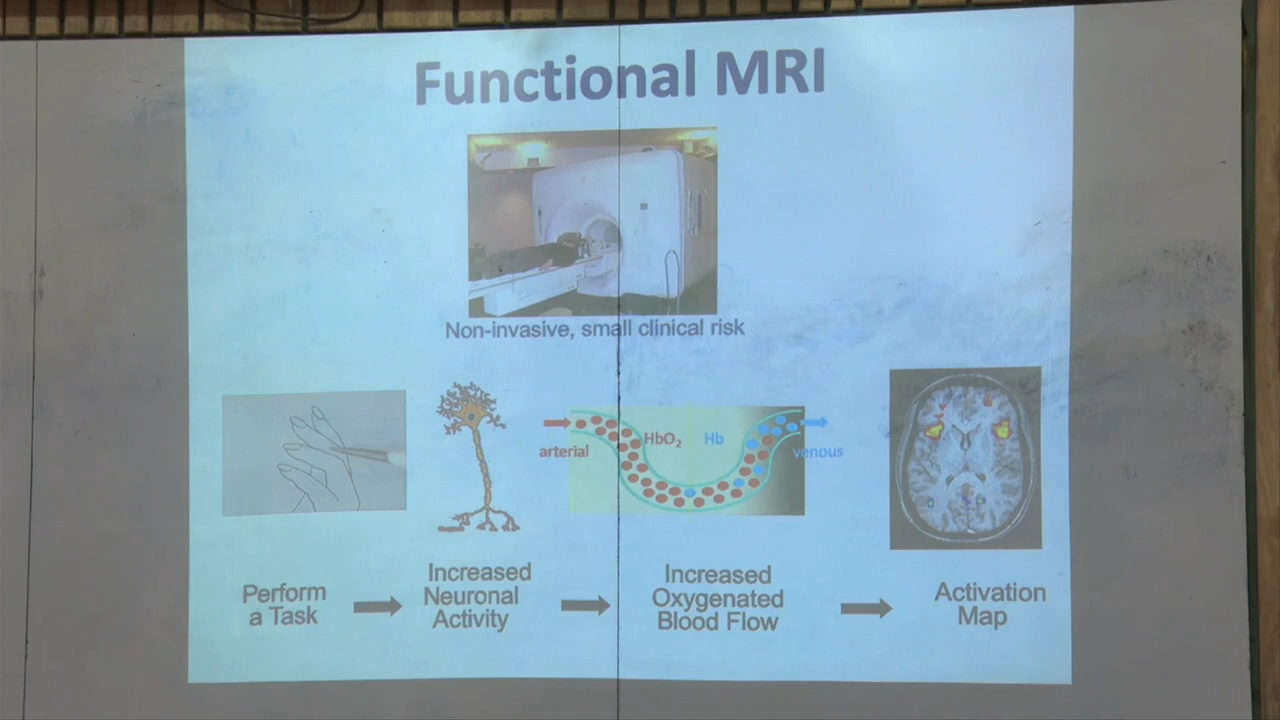 Functional MRI
Non-invasive, small clinical risk
arterial
HbO₂
Hb
venous
Perform
a Task
Increased
Neuronal
Activity
Increased
Oxygenated
Blood Flow
Activation
Map